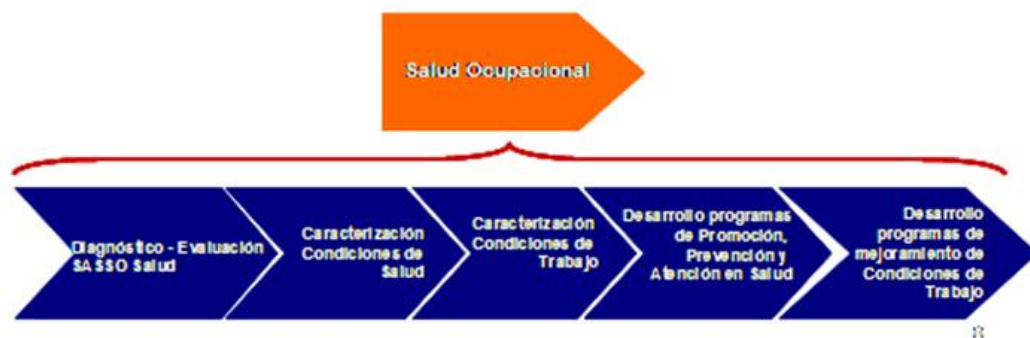 Salud Ocupacional
Diagnóstico - Evaluación
SASSO Salud
Caracterización
Condiciones de
Salud
Caracterización
Condiciones de
Trabajo
Desarrollo programas
de Promoción,
Prevención y
Atención en Salud
Desarrollo
programas de
mejoramiento de
Condiciones de
Trabajo